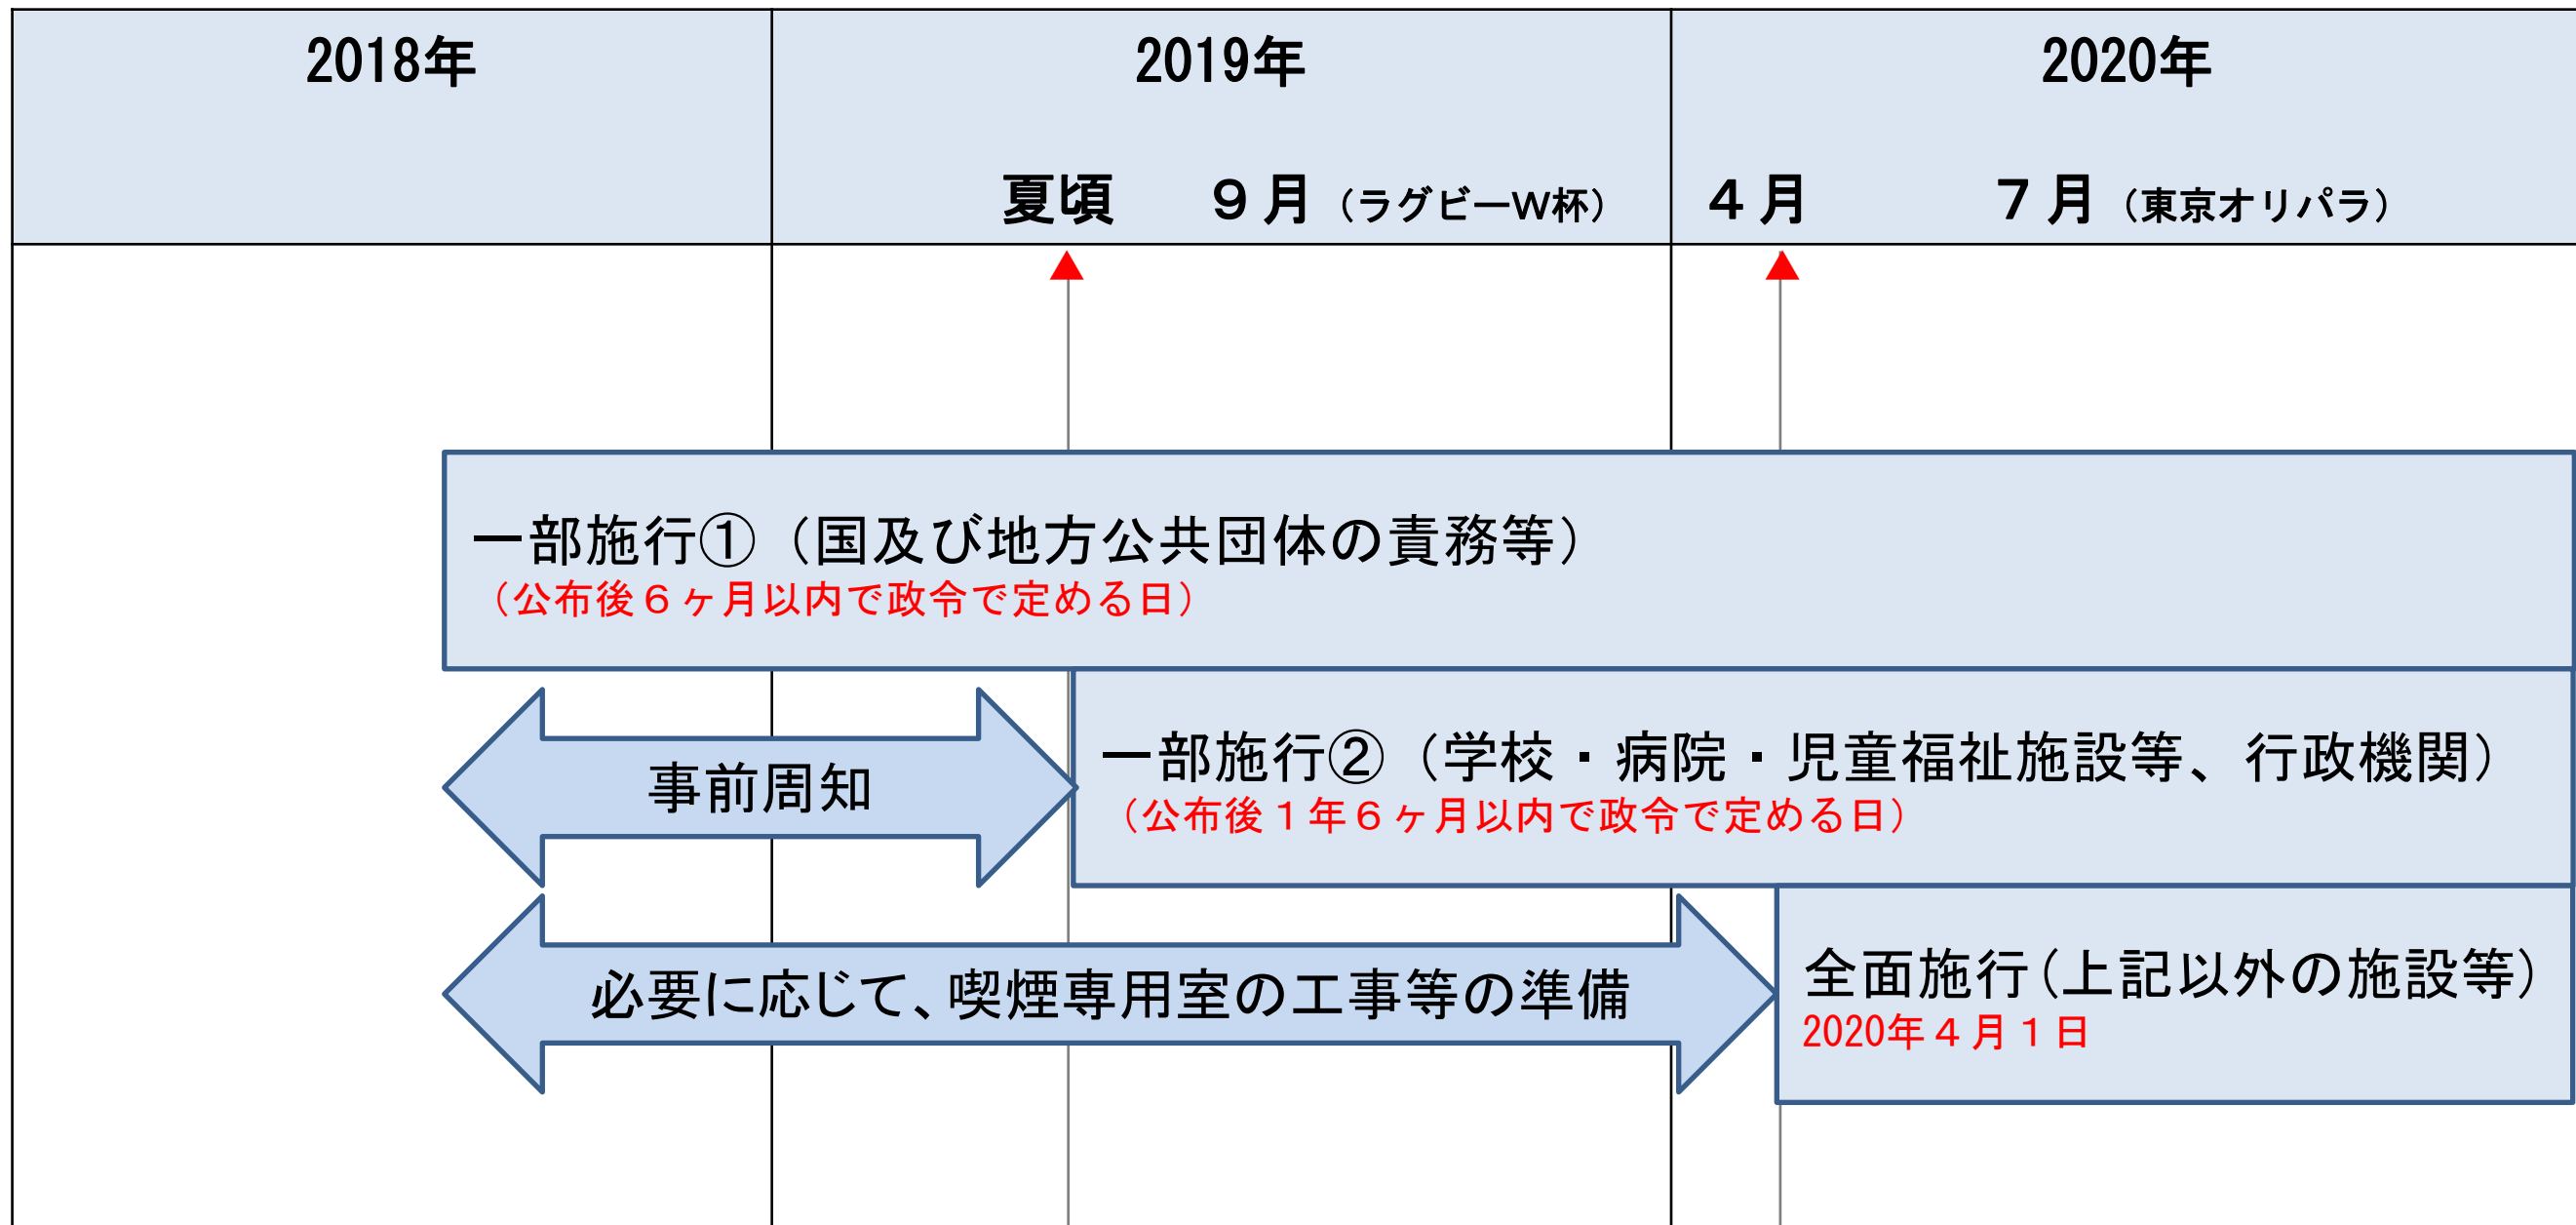 2018年
2019年
2020年
夏頃 ９月（ラグビーW杯）
４月 ７月（東京オリパラ）
一部施行①（国及び地方公共団体の責務等）
（公布後６ヶ月以内で政令で定める日）
事前周知
一部施行②（学校・病院・児童福祉施設等、行政機関）
（公布後１年６ヶ月以内で政令で定める日）
必要に応じて、喫煙専用室の工事等の準備
全面施行（上記以外の施設等）
2020年４月１日